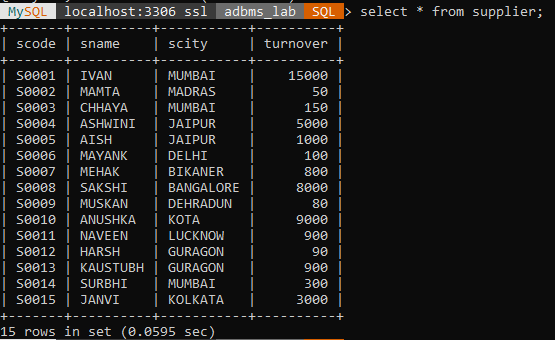 MySQL localhost:3306 ssl adbms_lab SQL > select * from supplier;
+-------+----------+-----------+----------+
| scode | sname    | scity     | turnover |
+-------+----------+-----------+----------+
| S0001 | IVAN     | MUMBAI    |    15000 |
| S0002 | MAMTA    | MADRAS    |       50 |
| S0003 | CHHAYA   | MUMBAI    |      150 |
| S0004 | ASHWINI  | JAIPUR    |     5000 |
| S0005 | AISH     | JAIPUR    |     1000 |
| S0006 | MAYANK   | DELHI     |      100 |
| S0007 | MEHAK    | BIKANER   |      800 |
| S0008 | SAKSHI   | BANGALORE |     8000 |
| S0009 | MUSKAN   | DEHRADUN  |       80 |
| S0010 | ANUSHKA  | KOTA      |     9000 |
| S0011 | NAVEEN   | LUCKNOW   |      900 |
| S0012 | HARSH    | GURAGON   |       90 |
| S0013 | KAUSTUBH | GURAGON   |      900 |
| S0014 | SURBHI   | MUMBAI    |      300 |
| S0015 | JANVI    | KOLKATA   |     3000 |
+-------+----------+-----------+----------+
15 rows in set (0.0595 sec)